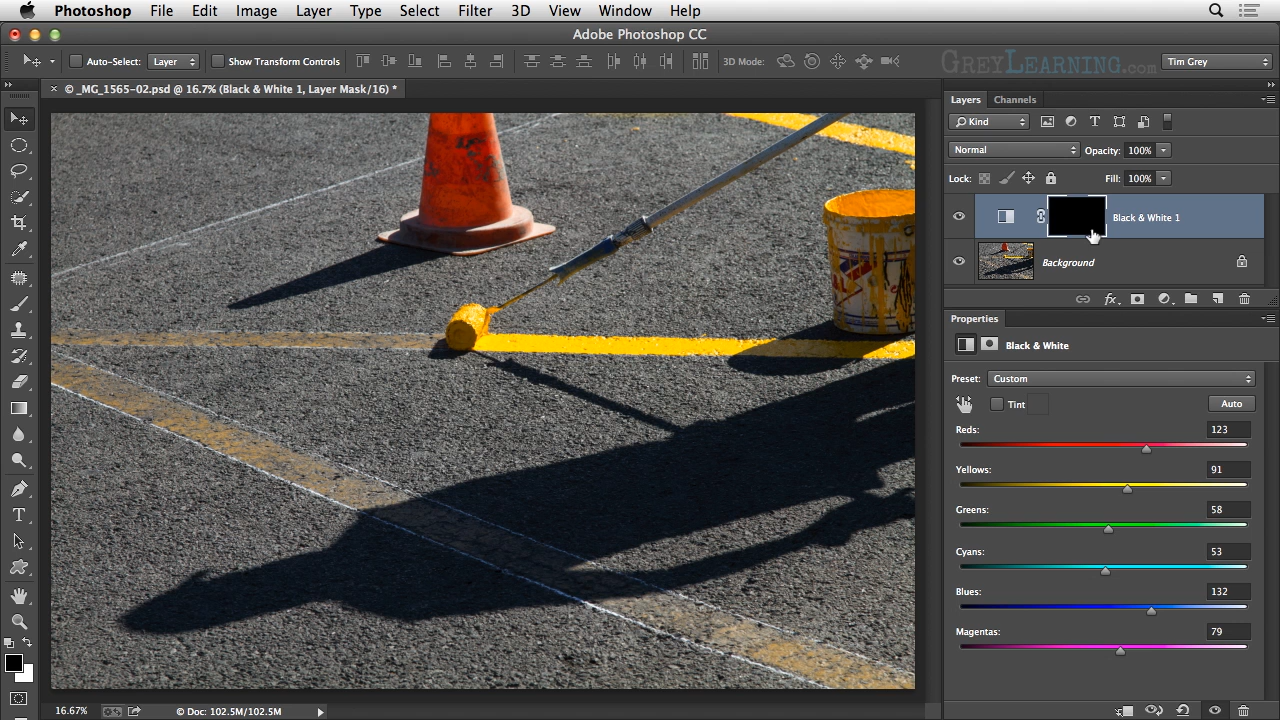 Photoshop File Edit Image Layer Type Select Filter 3D View Window Help
Adobe Photoshop CC
Auto-Select: Layer Show Transform Controls 3D Mode: GreyLearning.com Tim Grey
© _MG_1565-02.psd @ 16.7% (Black & White 1, Layer Mask/16) *
Layers Channels
Kind T
Normal Opacity: 100%
Lock: Fill: 100%
Black & White 1
Background
fx
Properties
Black & White
Preset: Custom
Tint Auto
Reds: 123
Yellows: 91
Greens: 58
Cyans: 53
Blues: 132
Magentas: 79
T
16.67% © Doc: 102.5M/102.5M